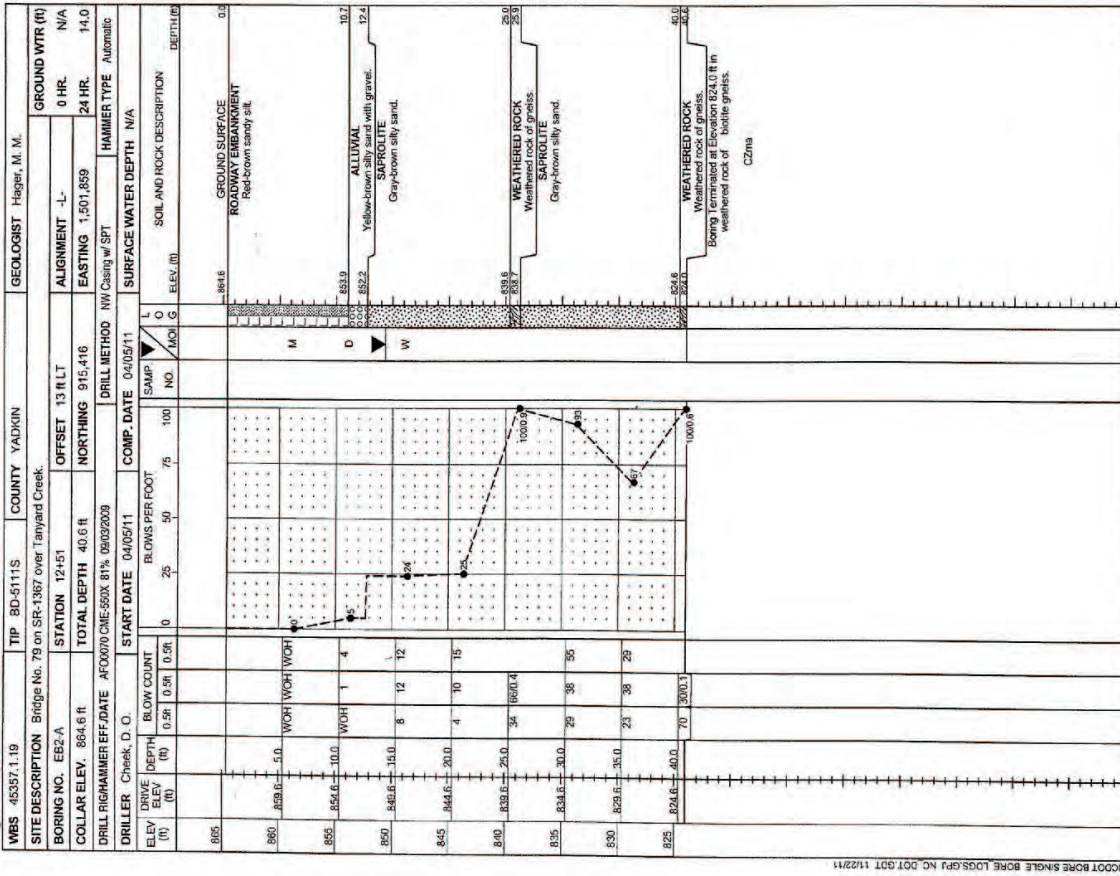 WBS 45357.1.19 TIP BD-5111S COUNTY YADKIN GEOLOGIST Hager, M. M.
SITE DESCRIPTION Bridge No. 79 on SR-1367 over Tanyard Creek. GROUND WTR (ft)
BORING NO. EB2-A STATION 12+51 OFFSET 13 ft LT ALIGNMENT -L- 0 HR. N/A
COLLAR ELEV. 864.6 ft TOTAL DEPTH 40.6 ft NORTHING 915,416 EASTING 1,501,859 24 HR. 14.0
DRILL RIG/HAMMER EFF./DATE AFO0070 CME-550X 81% 09/03/2009 DRILL METHOD NW Casing w/ SPT HAMMER TYPE Automatic
DRILLER Cheek, D. O. START DATE 04/05/11 COMP. DATE 04/05/11 SURFACE WATER DEPTH N/A
ELEV (ft) DRIVE ELEV (ft) DEPTH (ft) BLOW COUNT BLOWS PER FOOT SAMP. NO. MOI L O G SOIL AND ROCK DESCRIPTION
0.5ft 0.5ft 0.5ft 0 25 50 75 100 ELEV. (ft) DEPTH (ft)
865
864.6 GROUND SURFACE 0.0
ROADWAY EMBANKMENT
Red-brown sandy silt.
860
859.6 5.0 WOH WOH WOH 0 M
855
854.6 10.0 WOH 1 4 5 D
853.9 10.7
ALLUVIAL
Yellow-brown silty sand with gravel.
852.2 12.4
SAPROLITE
Gray-brown silty sand.
850
849.6 15.0 8 12 12 24 W
845
844.6 20.0 4 10 15 25
840
839.6 25.0 34 66/0.4 100/0.9
839.6 25.0
WEATHERED ROCK
Weathered rock of gneiss.
838.7 25.9
SAPROLITE
Gray-brown silty sand.
835
834.6 30.0 29 38 55 93
830
829.6 35.0 23 38 29 67
825
824.6 40.0 70 30/0.1 100/0.6
824.6 40.0
WEATHERED ROCK
Weathered rock of gneiss.
824.0 40.6
Boring Terminated at Elevation 824.0 ft in
weathered rock of biotite gneiss.
CZma
CDOT BORE SINGLE BORE_LOGS.GPJ NC_DOT.GDT 11/22/11